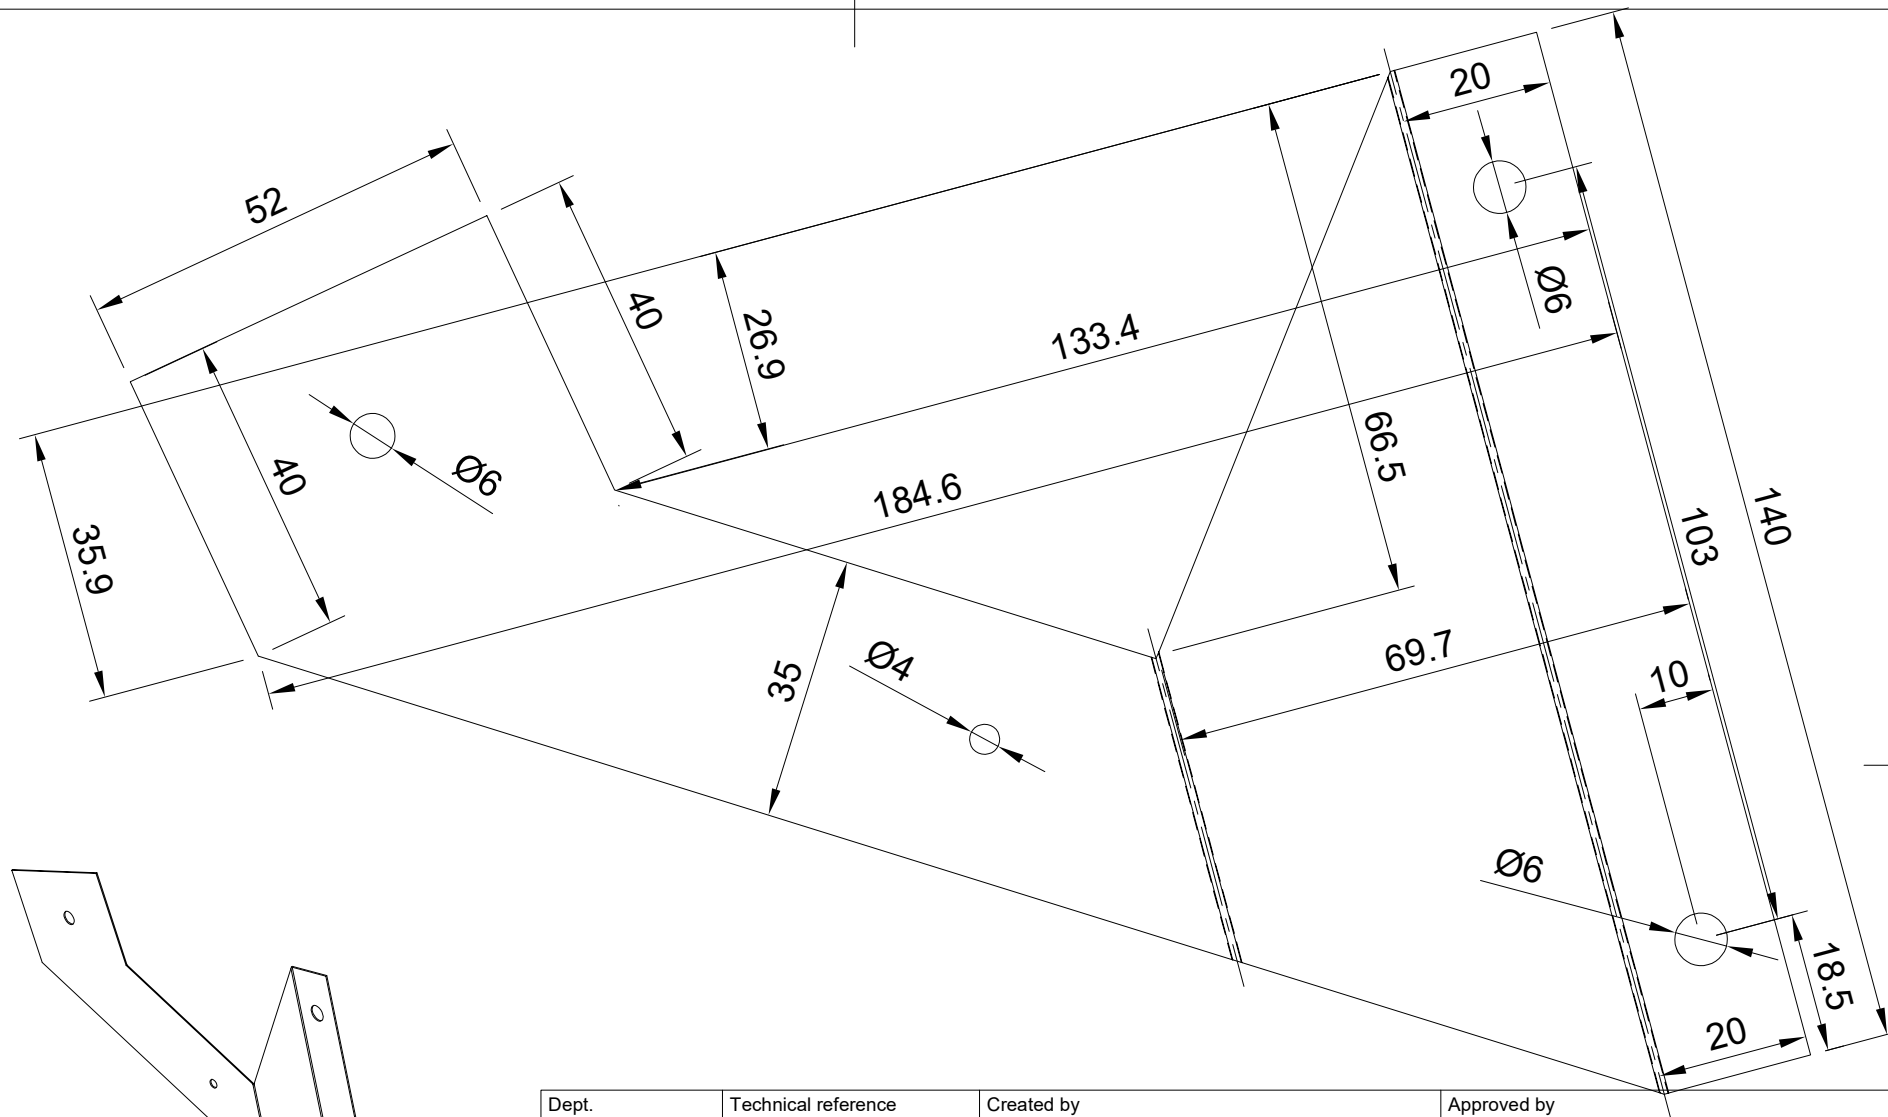 20
52
40
26.9
Ø6
133.4
40
Ø6
66.5
184.6
35.9
103
140
Ø4
35
69.7
10
Ø6
18.5
20
Dept.
Technical reference
Created by
Approved by